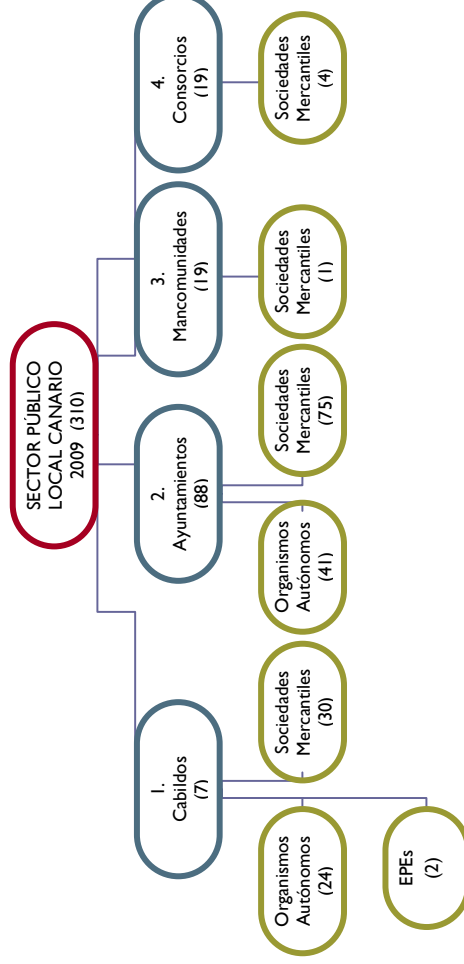 SECTOR PÚBLICO
LOCAL CANARIO
2009 (310)
1.
Cabildos
(7)
2.
Ayuntamientos
(88)
3.
Mancomunidades
(19)
4.
Consorcios
(19)
Organismos
Autónomos
(24)
Sociedades
Mercantiles
(30)
Organismos
Autónomos
(41)
Sociedades
Mercantiles
(75)
Sociedades
Mercantiles
(1)
Sociedades
Mercantiles
(4)
EPEs
(2)